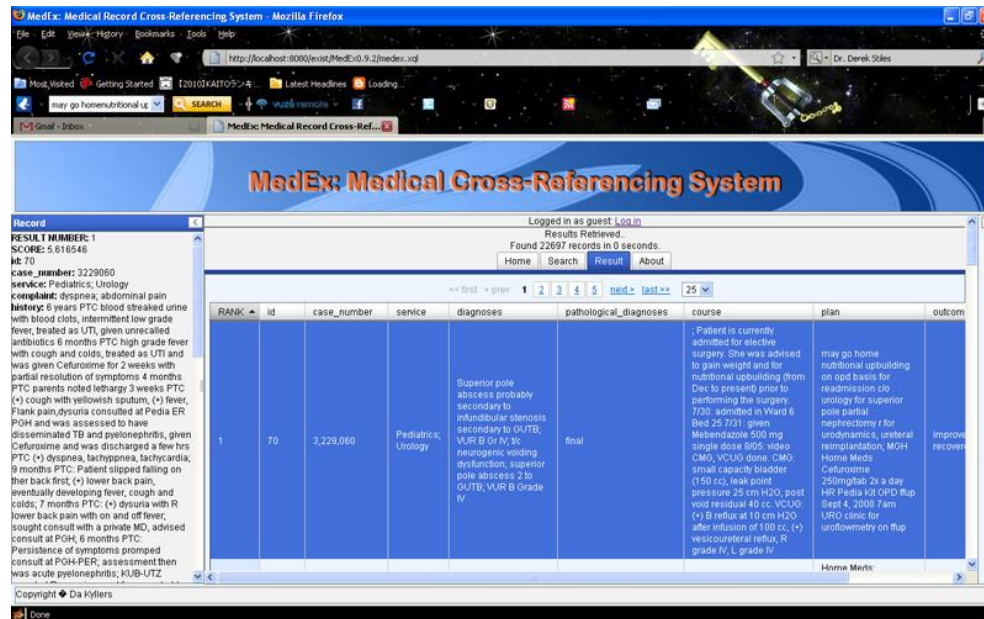 MedEx: Medical Record Cross-Referencing System - Mozilla Firefox
File Edit View History Bookmarks Tools Help
http://localhost:8080/exist/MedEx0.9.2/medex.xql
Dr. Derek Stiles
Most Visited Getting Started 【2010】KAITOランキ... Latest Headlines Loading...
may go homenutritional up SEARCH vuze remote
Gmail - Inbox
MedEx: Medical Record Cross-Ref...
MedEx: Medical Cross-Referencing System
Record
RESULT NUMBER: 1
SCORE: 5.616546
id: 70
case_number: 3229060
service: Pediatrics; Urology
complaint: dyspnea; abdominal pain
history: 6 years PTC blood streaked urine
with blood clots, intermittent low grade
fever, treated as UTI, given unrecalled
antibiotics 6 months PTC high grade fever
with cough and colds, treated as UTI and
was given Cefuroxime for 2 weeks with
partial resolution of symptoms 4 months
PTC parents noted lethargy 3 weeks PTC
(+) cough with yellowish sputum, (+) fever,
Flank pain,dysuria consulted at Pedia ER
PGH and was assessed to have
disseminated TB and pyelonephritis, given
Cefuroxime and was discharged a few hrs
PTC (+) dyspnea, tachyppnea, tachycardia;
9 months PTC: Patient slipped falling on
ther back first; (+) lower back pain,
eventually developing fever, cough and
colds; 7 months PTC: (+) dysuria with R
lower back pain with on and off fever;
sought consult with a private MD, advised
consult at PGH; 6 months PTC:
Persistence of symptoms promped
consult at PGH-PER; assessment then
was acute pyelonephritis; KUB-UTZ
Logged in as guest: Log in
Results Retrieved..
Found 22697 records in 0 seconds.
Home Search Result About
<< first < prev 1 2 3 4 5 next > last >> 25
RANK id case_number service diagnoses pathological_diagnoses course plan outcom
1
70
3,229,060
Pediatrics;
Urology
Superior pole
abscess probably
secondary to
infundibular stenosis
secondary to GUTB;
VUR B Gr IV; t/c
neurogenic voiding
dysfunction; superior
pole abscess 2 to
GUTB; VUR B Grade
IV
final
; Patient is currently
admitted for elective
surgery. She was advised
to gain weight and for
nutritional upbuilding (from
Dec to present) prior to
performing the surgery.
7/30: admitted in Ward 6
Bed 25 7/31: given
Mebendazole 500 mg
single dose 8/05: video
CMG, VCUG done. CMG:
small capacity bladder
(150 cc), leak point
pressure 25 cm H2O, post
void residual 40 cc. VCUG:
(+) B reflux at 10 cm H2O
after infusion of 100 cc, (+)
vesicoureteral reflux, R
grade IV, L grade IV
may go home
nutritional upbuilding
on opd basis for
readmission c/o
urology for superior
pole partial
nephrectomy r for
urodynamics, ureteral
reimplantation; MGH
Home Meds
Cefuroxime
250mg/tab 2x a day
HR Pedia Kit OPD ffup
Sept 4, 2008 7am
URO clinic for
uroflowmetry on ffup
improve
recover
Home Meds:
Copyright � Da Kyllers
Done